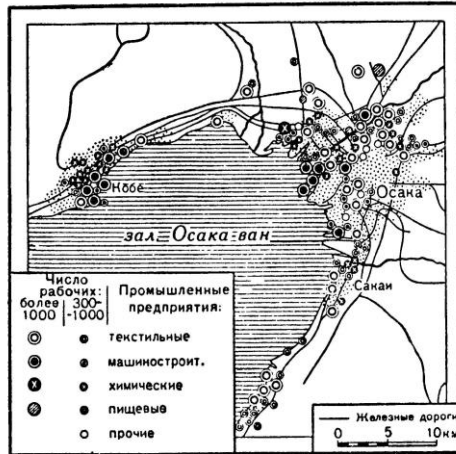 Кобе
Осака
зал. Осака-ван
Сакаи
Число
рабочих:
более
1000
300-
-1000
Промышленные
предприятия:
текстильные
машиностроит.
химические
пищевые
прочие
Железные дороги
0 5 10км